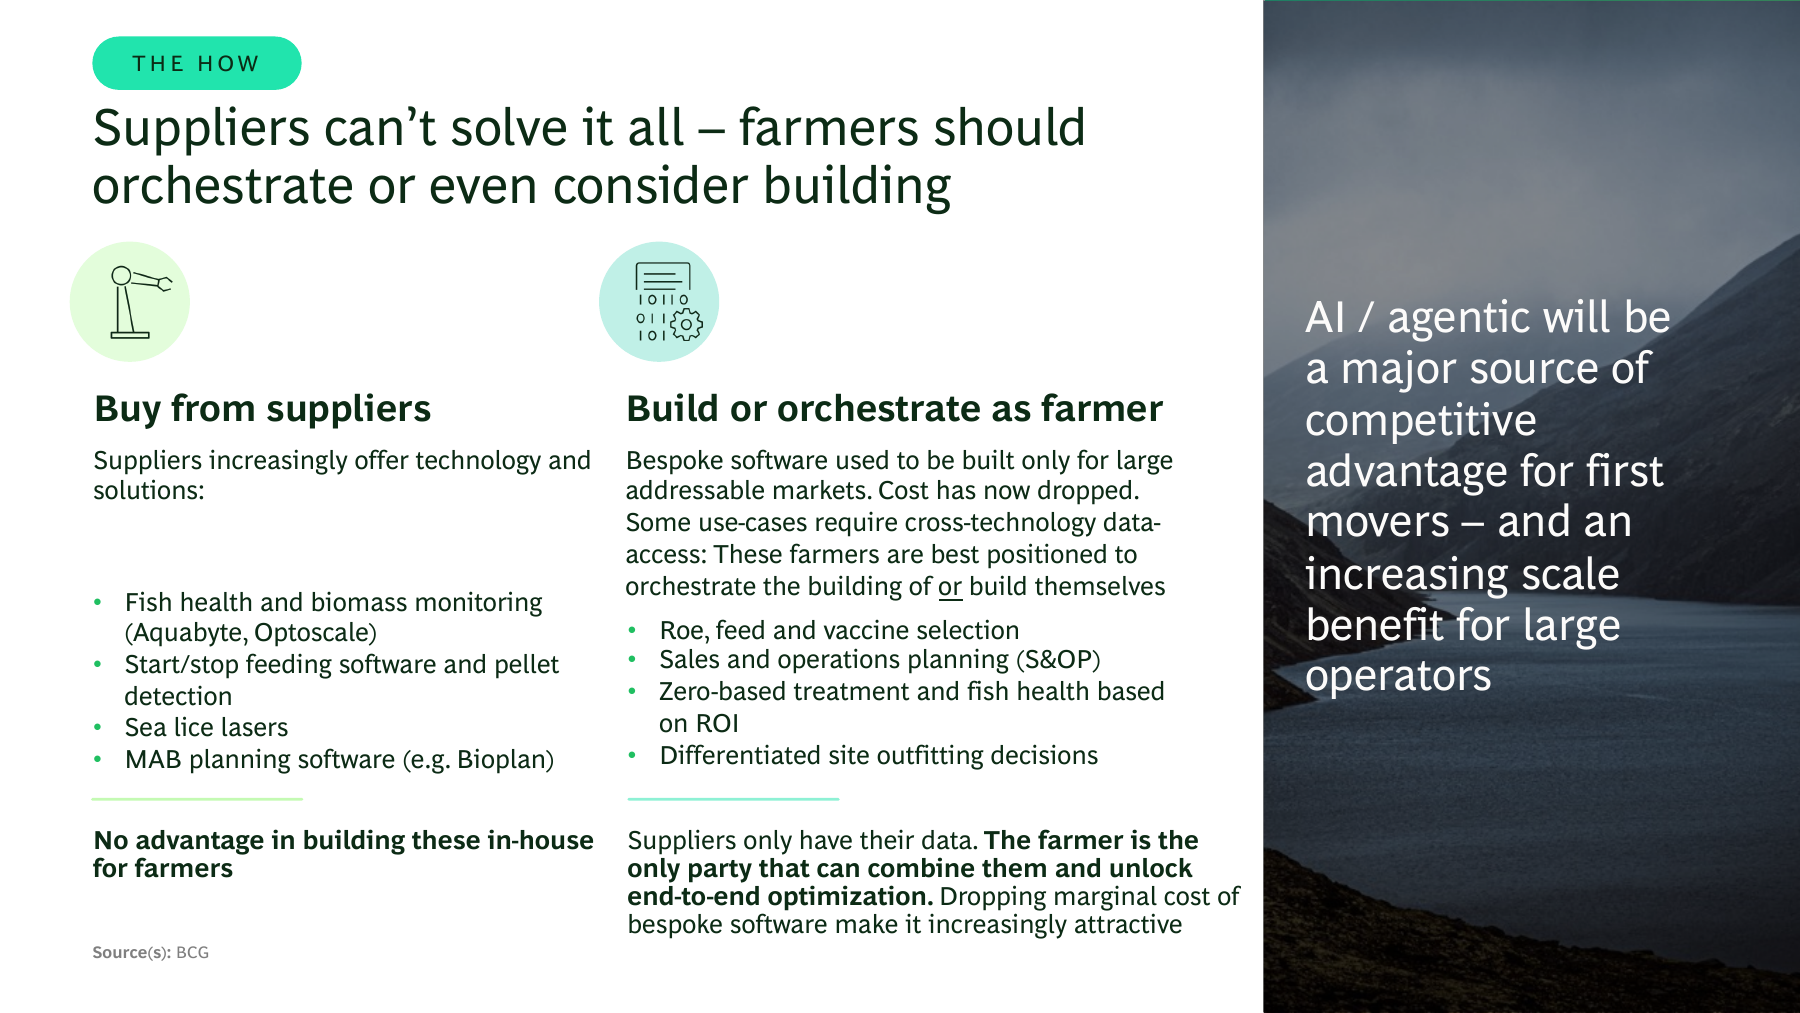 THE HOW
Suppliers can’t solve it all – farmers should
orchestrate or even consider building
Buy from suppliers
Suppliers increasingly offer technology and
solutions:
• Fish health and biomass monitoring
(Aquabyte, Optoscale)
• Start/stop feeding software and pellet
detection
• Sea lice lasers
• MAB planning software (e.g. Bioplan)
No advantage in building these in-house
for farmers
01011O
Build or orchestrate as farmer
Bespoke software used to be built only for large
addressable markets. Cost has now dropped.
Some use-cases require cross-technology data-
access: These farmers are best positioned to
orchestrate the building of or build themselves
• Roe, feed and vaccine selection
• Sales and operations planning (S&OP)
• Zero-based treatment and fish health based
on ROI
• Differentiated site outfitting decisions
Suppliers only have their data. The farmer is the
only party that can combine them and unlock
end-to-end optimization. Dropping marginal cost of
bespoke software make it increasingly attractive
AI / agentic will be
a major source of
competitive
advantage for first
movers – and an
increasing scale
benefit for large
operators
Source(s): BCG